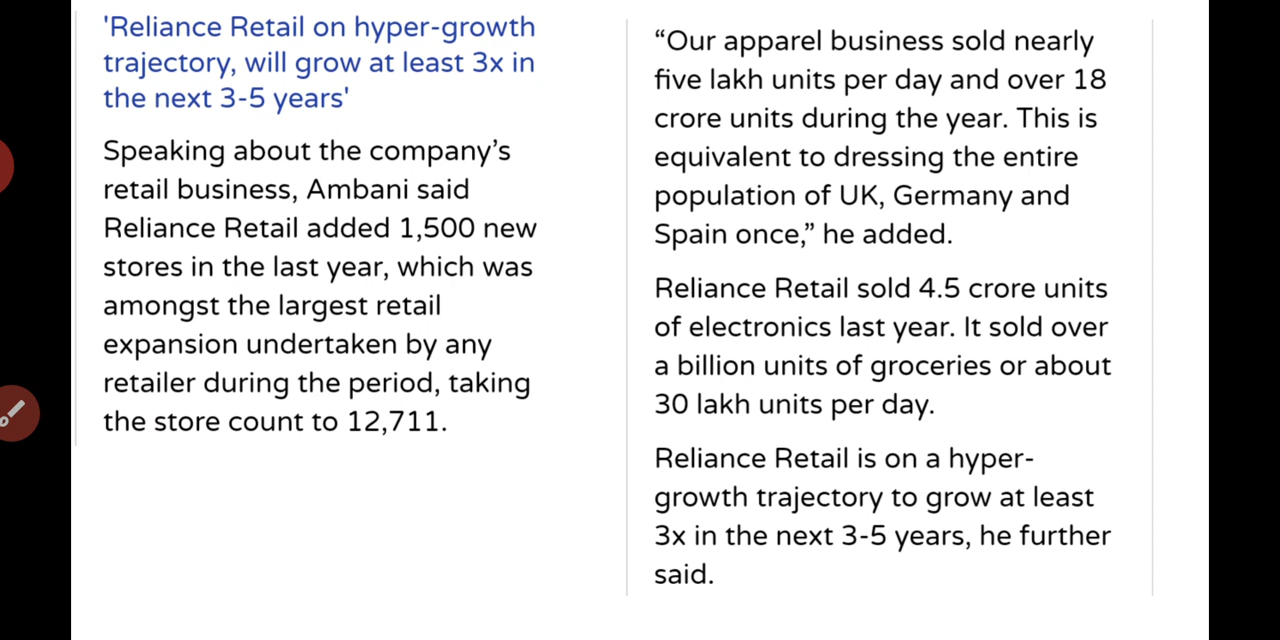 'Reliance Retail on hyper-growth
trajectory, will grow at least 3x in
the next 3-5 years'
Speaking about the company’s
retail business, Ambani said
Reliance Retail added 1,500 new
stores in the last year, which was
amongst the largest retail
expansion undertaken by any
retailer during the period, taking
the store count to 12,711.
“Our apparel business sold nearly
five lakh units per day and over 18
crore units during the year. This is
equivalent to dressing the entire
population of UK, Germany and
Spain once,” he added.
Reliance Retail sold 4.5 crore units
of electronics last year. It sold over
a billion units of groceries or about
30 lakh units per day.
Reliance Retail is on a hyper-
growth trajectory to grow at least
3x in the next 3-5 years, he further
said.